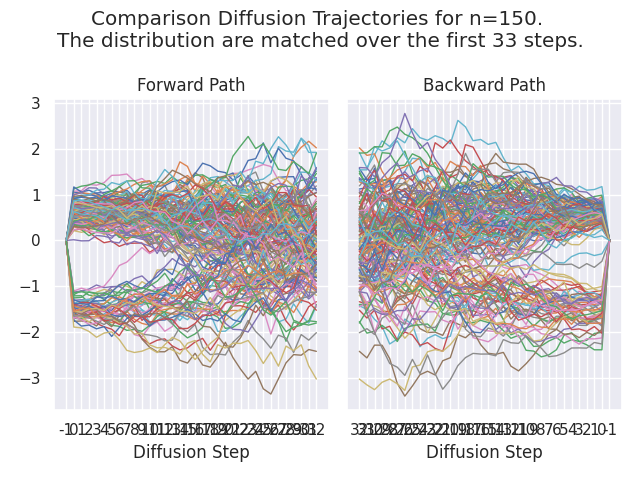 Comparison Diffusion Trajectories for n=150.
The distribution are matched over the first 33 steps.
Forward Path
Backward Path
3
2
1
0
−1
−2
−3
Diffusion Step
Diffusion Step